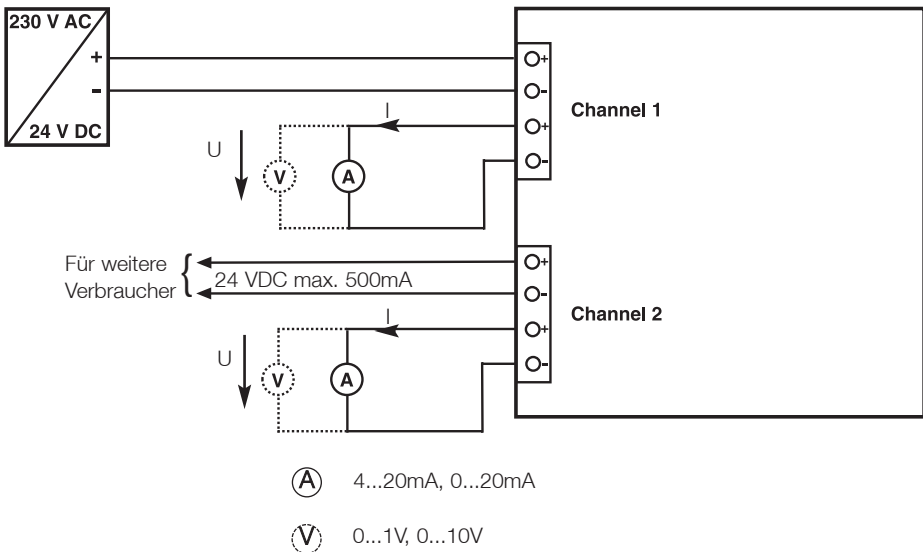 230 V AC
+
-
24 V DC
+
-
Channel 1
+
-
I
U
V
A
Für weitere
Verbraucher
24 VDC max. 500mA
+
-
Channel 2
+
-
I
U
V
A
A 4...20mA, 0...20mA
V 0...1V, 0...10V